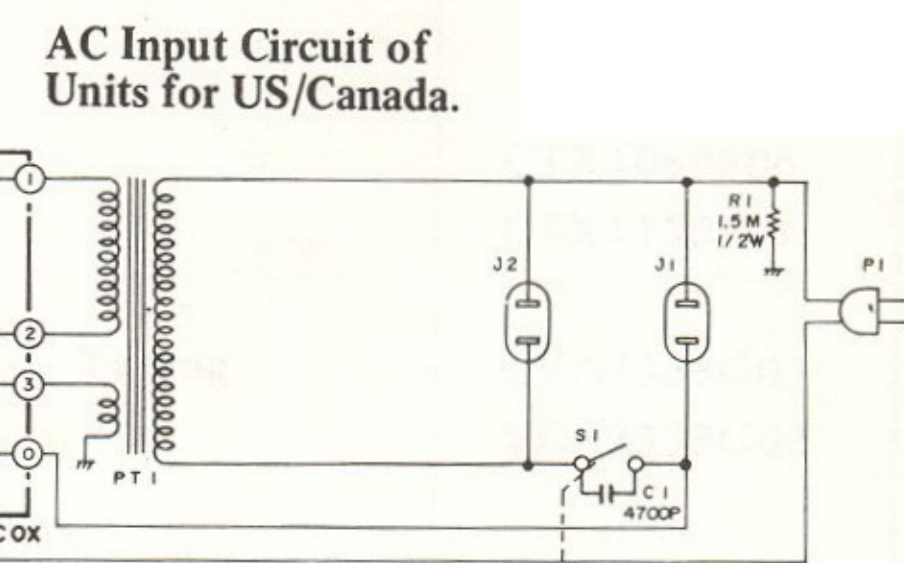 AC Input Circuit of
Units for US/Canada.
1
R1
1.5M
1/2W
J2
J1
P1
2
3
S1
0
PT1
C1
4700P
COX